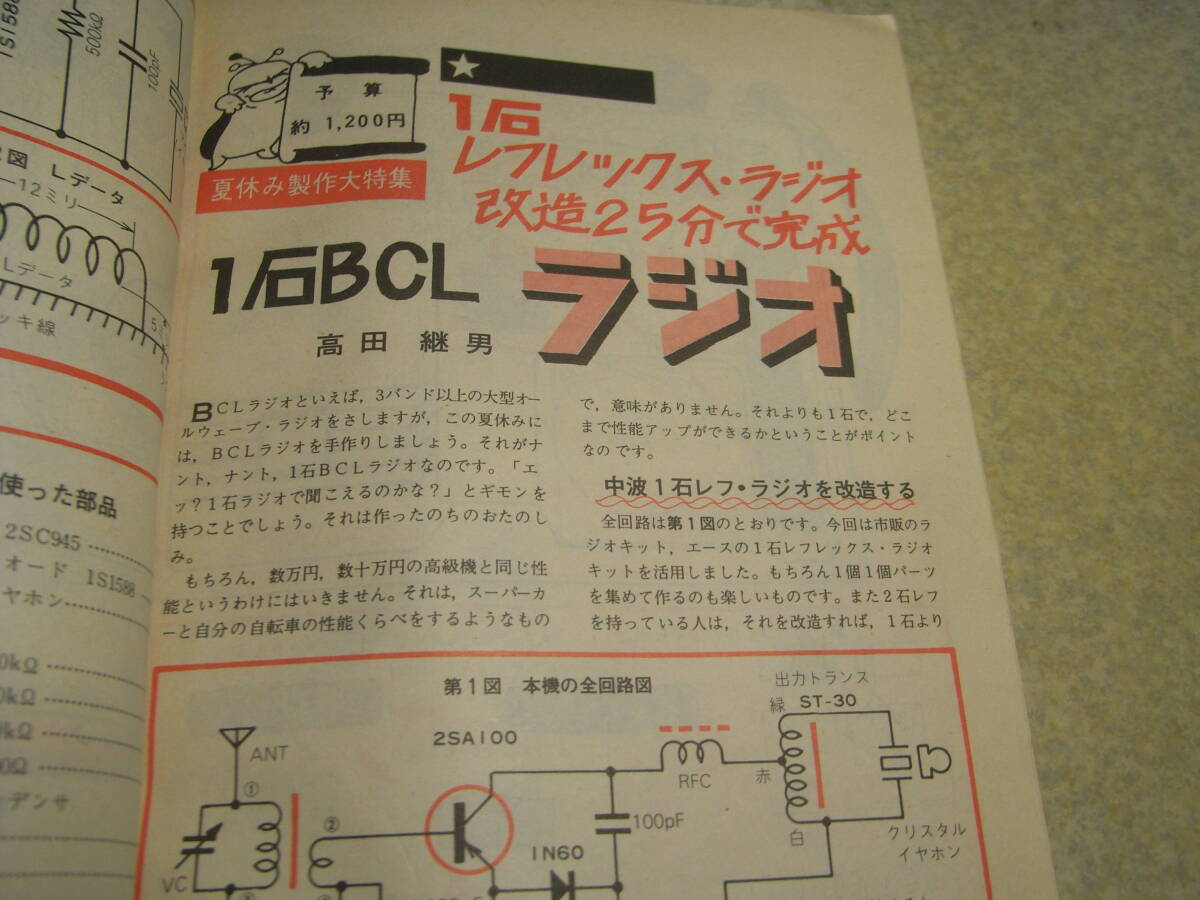 1S1588
500kΩ
100pF
図 Lデータ
12ミリ
Lデータ
ッキ線
使った部品
2SC945
オード 1S1588
ヤホン
0kΩ
0kΩ
kΩ
0Ω
デンサ
予算
約 1,200円
夏休み製作大特集
1石
レフレックス・ラジオ
改造25分で完成
1石BCL
ラジオ
高田 継男
BCLラジオといえば，3バンド以上の大型オー
ルウェーブ・ラジオをさしますが，この夏休みに
は，BCLラジオを手作りしましょう。それがナ
ント，ナント，1石BCLラジオなのです。「エ
ッ？1石ラジオで聞こえるのかな？」とギモンを
持つことでしょう。それは作ったのちのおたのし
み。
もちろん，数万円，数十万円の高級機と同じ性
能というわけにはいきません。それは，スーパーカ
ーと自分の自転車の性能くらべをするようなもの
で，意味がありません。それよりも1石で，どこ
まで性能アップができるかということがポイント
なのです。
中波1石レフ・ラジオを改造する
全回路は第1図のとおりです。今回は市販のラ
ジオキット，エースの1石レフレックス・ラジオ
キットを活用しました。もちろん1個1個パーツ
を集めて作るのも楽しいものです。また2石レフ
を持っている人は，それを改造すれば，1石より
第1図 本機の全回路図
出力トランス
ST-30
緑
赤
白
2SA100
ANT
①
②
VC
RFC
100pF
1N60
クリスタル
イヤホン